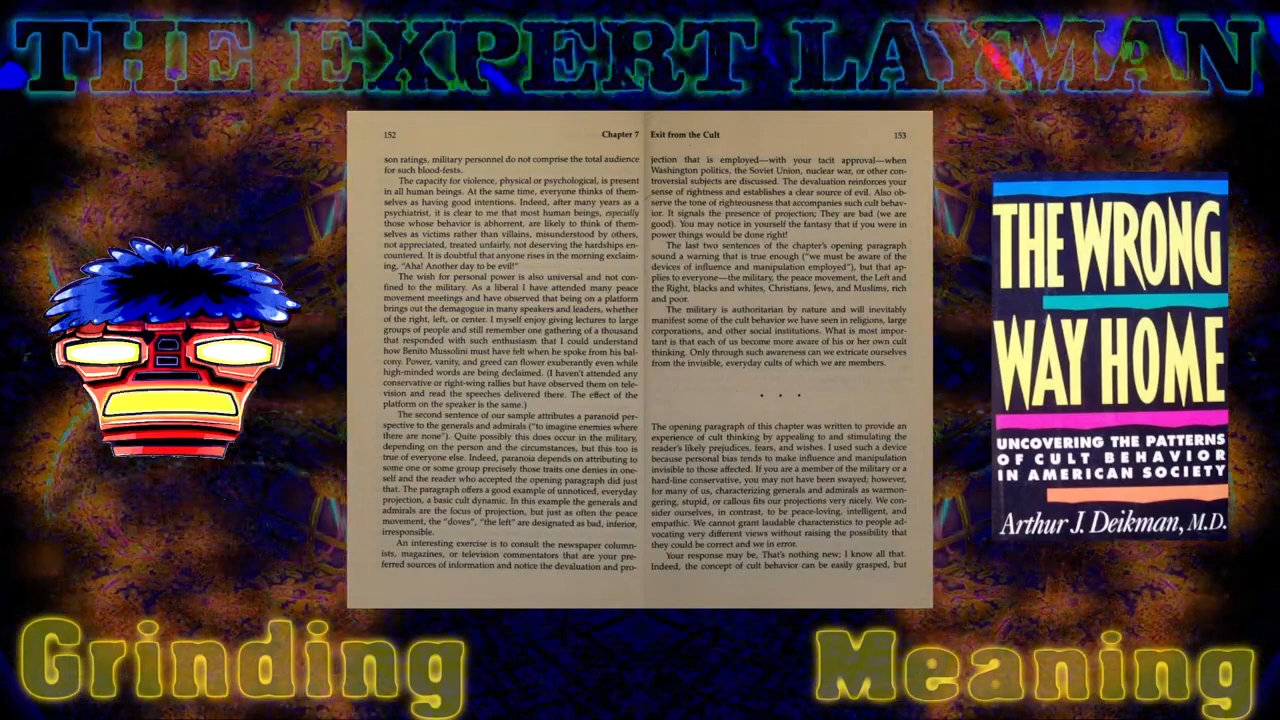 THE EXPERT LAYMAN
152 Chapter 7
son ratings, military personnel do not comprise the total audience
for such blood-fests.
The capacity for violence, physical or psychological, is present
in all human beings. At the same time, everyone thinks of them-
selves as having good intentions. Indeed, after many years as a
psychiatrist, it is clear to me that most human beings, especially
those whose behavior is abhorrent, are likely to think of them-
selves as victims rather than villains, misunderstood by others,
not appreciated, treated unfairly, not deserving the hardships en-
countered. It is doubtful that anyone rises in the morning exclaim-
ing, "Aha! Another day to be evil!"
The wish for personal power is also universal and not con-
fined to the military. As a liberal I have attended many peace
movement meetings and have observed that being on a platform
brings out the demagogue in many speakers and leaders, whether
of the right, left, or center. I myself enjoy giving lectures to large
groups of people and still remember one gathering of a thousand
that responded with such enthusiasm that I could understand
how Benito Mussolini must have felt when he spoke from his bal-
cony. Power, vanity, and greed can flower exuberantly even while
high-minded words are being declaimed. (I haven't attended any
conservative or right-wing rallies but have observed them on tele-
vision and read the speeches delivered there. The effect of the
platform on the speaker is the same.)
The second sentence of our sample attributes a paranoid per-
spective to the generals and admirals ("to imagine enemies where
there are none"). Quite possibly this does occur in the military,
depending on the person and the circumstances, but this too is
true of everyone else. Indeed, paranoia depends on attributing to
some one or some group precisely those traits one denies in one-
self and the reader who accepted the opening paragraph did just
that. The paragraph offers a good example of unnoticed, everyday
projection, a basic cult dynamic. In this example the generals and
admirals are the focus of projection, but just as often the peace
movement, the "doves", "the left" are designated as bad, inferior,
irresponsible.
An interesting exercise is to consult the newspaper column-
ists, magazines, or television commentators that are your pre-
ferred sources of information and notice the devaluation and pro-
Exit from the Cult 153
jection that is employed—with your tacit approval—when
Washington politics, the Soviet Union, nuclear war, or other con-
troversial subjects are discussed. The devaluation reinforces your
sense of rightness and establishes a clear source of evil. Also ob-
serve the tone of righteousness that accompanies such cult behav-
ior. It signals the presence of projection; They are bad (we are
good). You may notice in yourself the fantasy that if you were in
power things would be done right!
The last two sentences of the chapter's opening paragraph
sound a warning that is true enough ("we must be aware of the
devices of influence and manipulation employed"), but that ap-
plies to everyone—the military, the peace movement, the Left and
the Right, blacks and whites, Christians, Jews, and Muslims, rich
and poor.
The military is authoritarian by nature and will inevitably
manifest some of the cult behavior we have seen in religions, large
corporations, and other social institutions. What is most impor-
tant is that each of us become more aware of his or her own cult
thinking. Only through such awareness can we extricate ourselves
from the invisible, everyday cults of which we are members.
• • •
The opening paragraph of this chapter was written to provide an
experience of cult thinking by appealing to and stimulating the
reader's likely prejudices, fears, and wishes. I used such a device
because personal bias tends to make influence and manipulation
invisible to those affected. If you are a member of the military or a
hard-line conservative, you may not have been swayed; however,
for many of us, characterizing generals and admirals as warmon-
gering, stupid, or callous fits our projections very nicely. We con-
sider ourselves, in contrast, to be peace-loving, intelligent, and
empathic. We cannot grant laudable characteristics to people ad-
vocating very different views without raising the possibility that
they could be correct and we in error.
Your response may be, That's nothing new; I know all that.
Indeed, the concept of cult behavior can be easily grasped, but
THE WRONG
WAY HOME
UNCOVERING THE PATTERNS
OF CULT BEHAVIOR
IN AMERICAN SOCIETY
Arthur J. Deikman, M.D.
Grinding Meaning